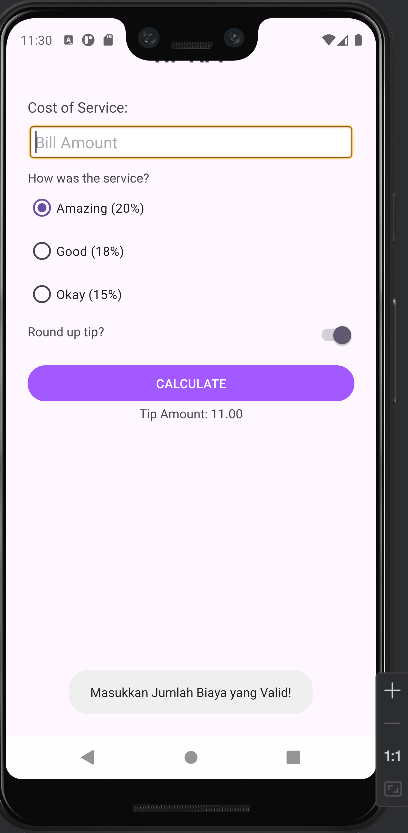 11:30
Cost of Service:
Bill Amount
How was the service?
Amazing (20%)
Good (18%)
Okay (15%)
Round up tip?
CALCULATE
Tip Amount: 11.00
Masukkan Jumlah Biaya yang Valid!
1:1